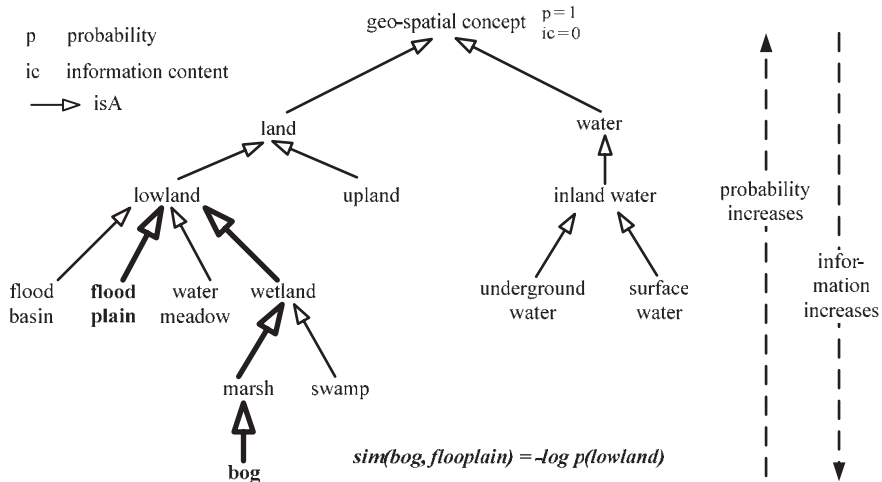 geo-spatial concept
p = 1
ic = 0
p probability
ic information content
isA
land
water
lowland
upland
inland water
probability
increases
flood
basin
flood
plain
water
meadow
wetland
underground
water
surface
water
infor-
mation
increases
marsh
swamp
bog
sim(bog, flooplain) = -log p(lowland)